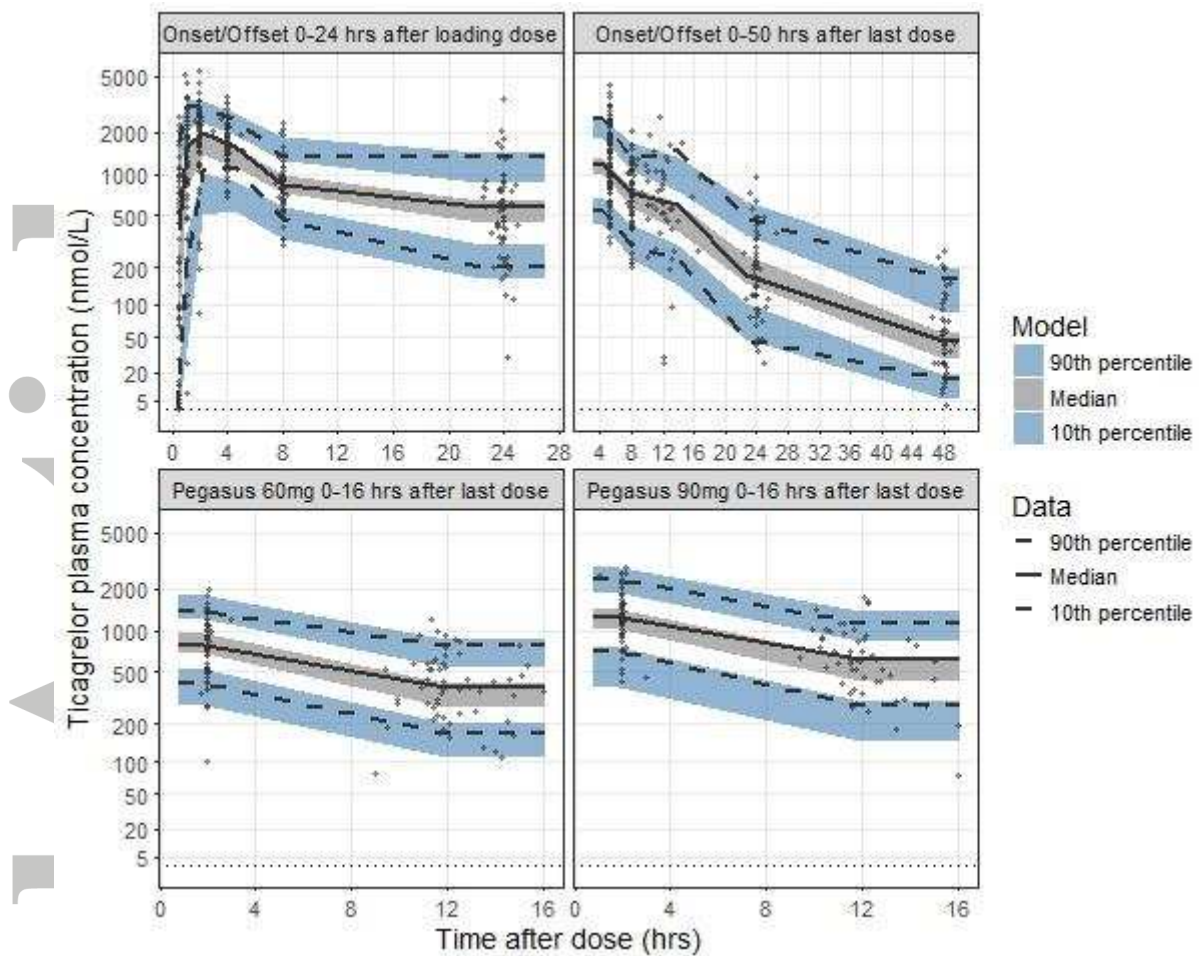 Onset/Offset 0-24 hrs after loading dose
Onset/Offset 0-50 hrs after last dose
5000
2000
1000
500
200
100
50
20
5
0 4 8 12 16 20 24 28
4 8 12 16 20 24 28 32 36 40 44 48
Pegasus 60mg 0-16 hrs after last dose
Pegasus 90mg 0-16 hrs after last dose
5000
2000
1000
500
200
100
50
20
5
0 4 8 12 16
0 4 8 12 16
Ticagrelor plasma concentration (nmol/L)
Time after dose (hrs)
Model
90th percentile
Median
10th percentile
Data
90th percentile
Median
10th percentile